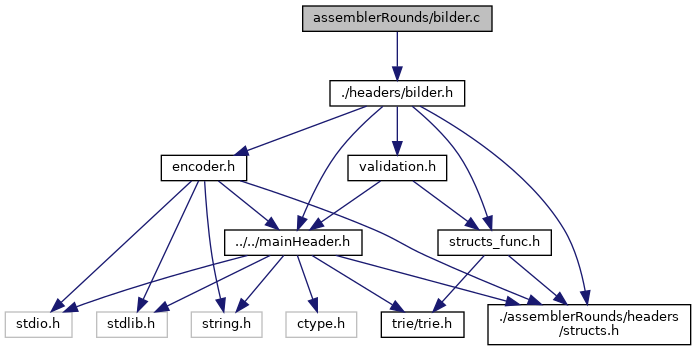 assemblerRounds/bilder.c
./headers/bilder.h
encoder.h
validation.h
../../mainHeader.h
structs_func.h
stdio.h
stdlib.h
string.h
ctype.h
trie/trie.h
./assemblerRounds/headers
/structs.h